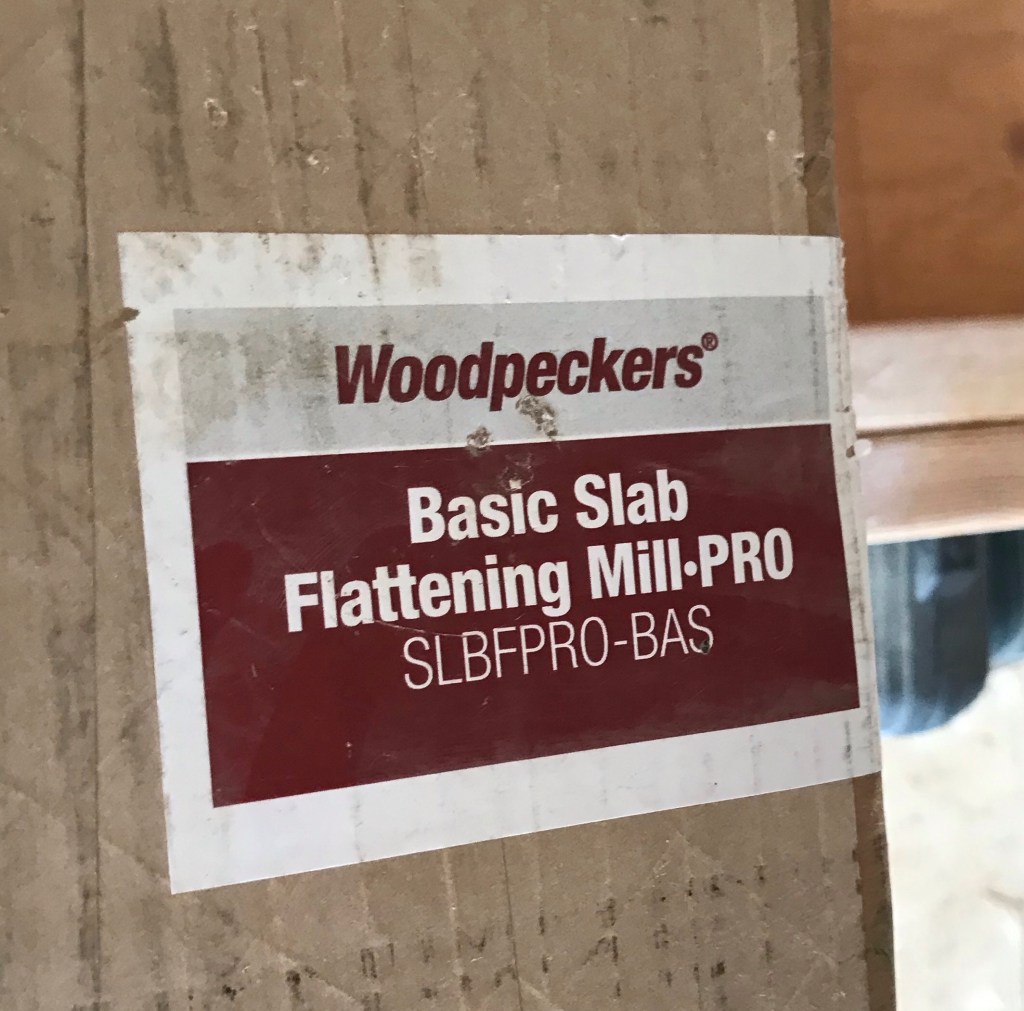 Woodpeckers®
Basic Slab
Flattening Mill•PRO
SLBFPRO-BAS